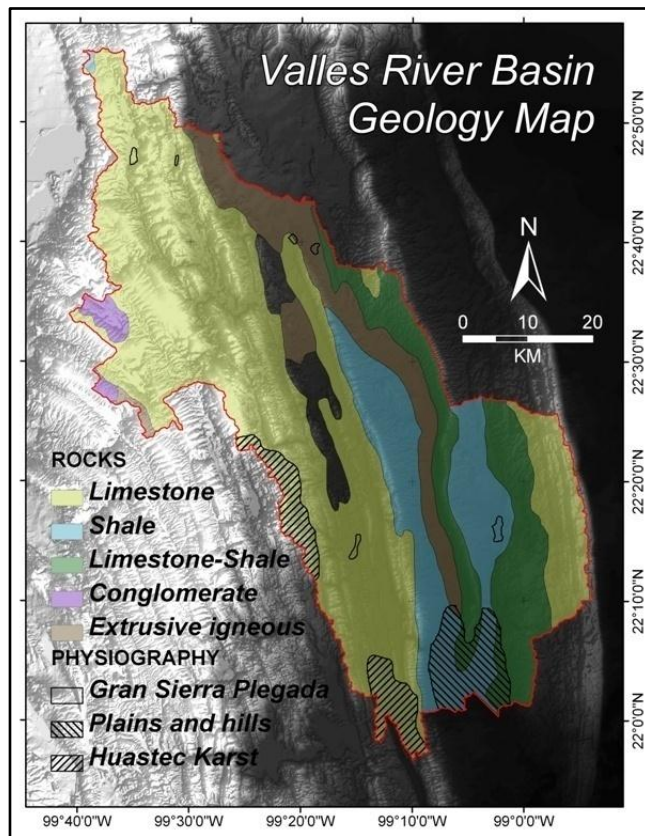 Valles River Basin
Geology Map
N
0 10 20
KM
ROCKS
Limestone
Shale
Limestone-Shale
Conglomerate
Extrusive igneous
PHYSIOGRAPHY
Gran Sierra Plegada
Plains and hills
Huastec Karst
22°50'0"N
22°40'0"N
22°30'0"N
22°20'0"N
22°10'0"N
22°0'0"N
99°40'0"W 99°30'0"W 99°20'0"W 99°10'0"W 99°0'0"W